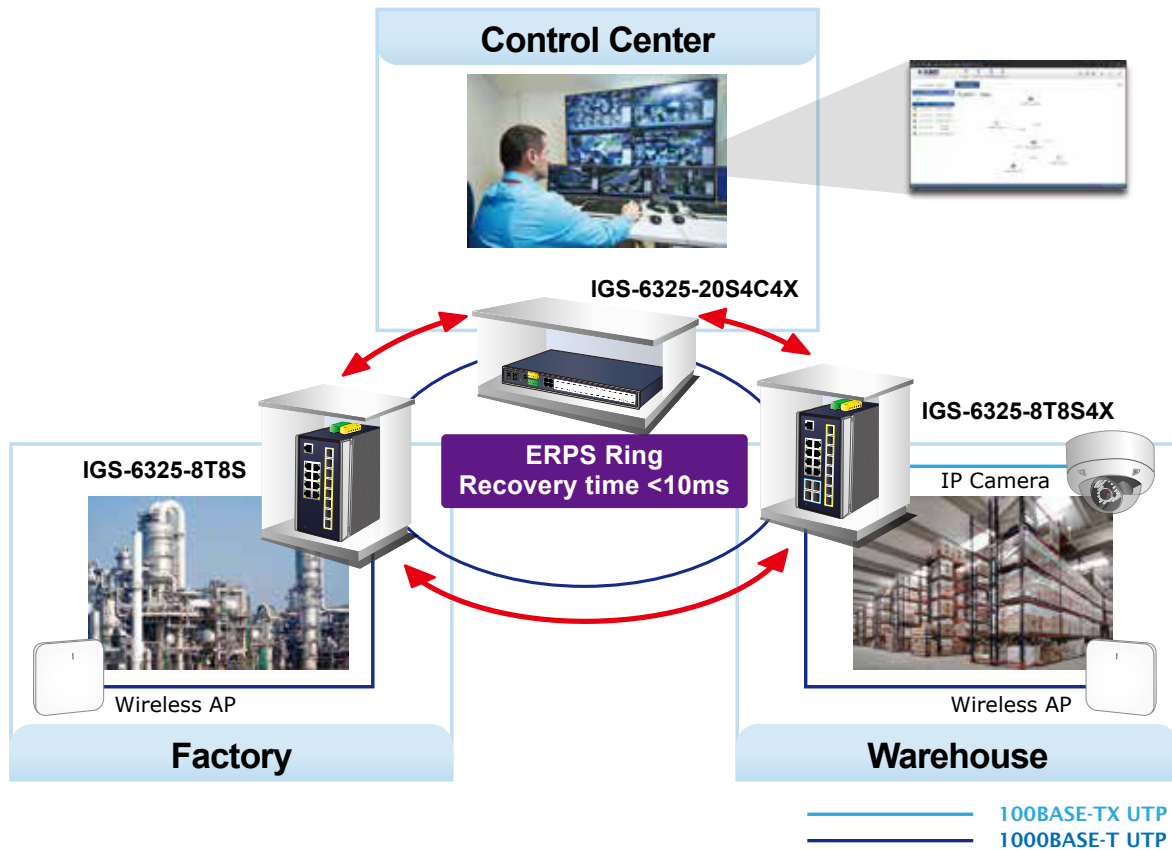 Control Center
IGS-6325-20S4C4X
IGS-6325-8T8S4X
IGS-6325-8T8S
ERPS Ring
Recovery time <10ms
IP Camera
Wireless AP
Wireless AP
Factory
Warehouse
100BASE-TX UTP
1000BASE-T UTP